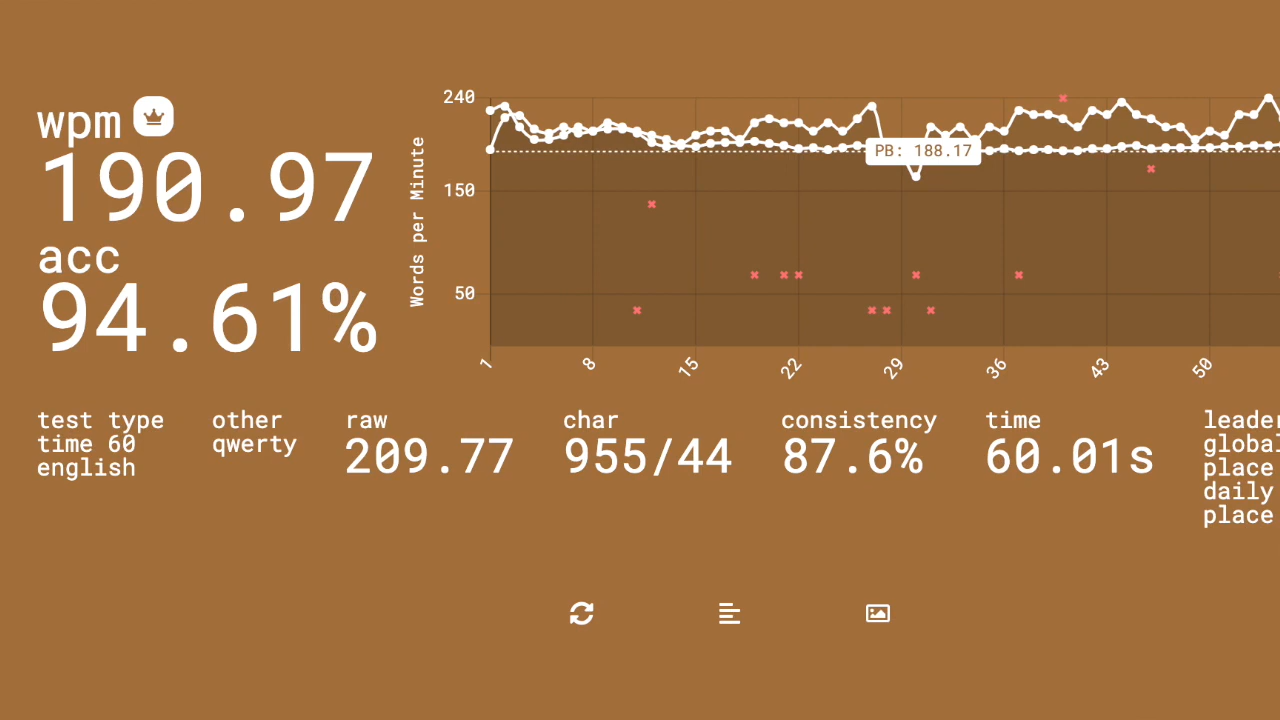 wpm
190.97
acc
94.61%
Words per Minute
240
150
50
PB: 188.17
1
8
15
22
29
36
43
50
test type
time 60
english
other
qwerty
raw
209.77
char
955/44
consistency
87.6%
time
60.01s
leader
global
place
daily
place